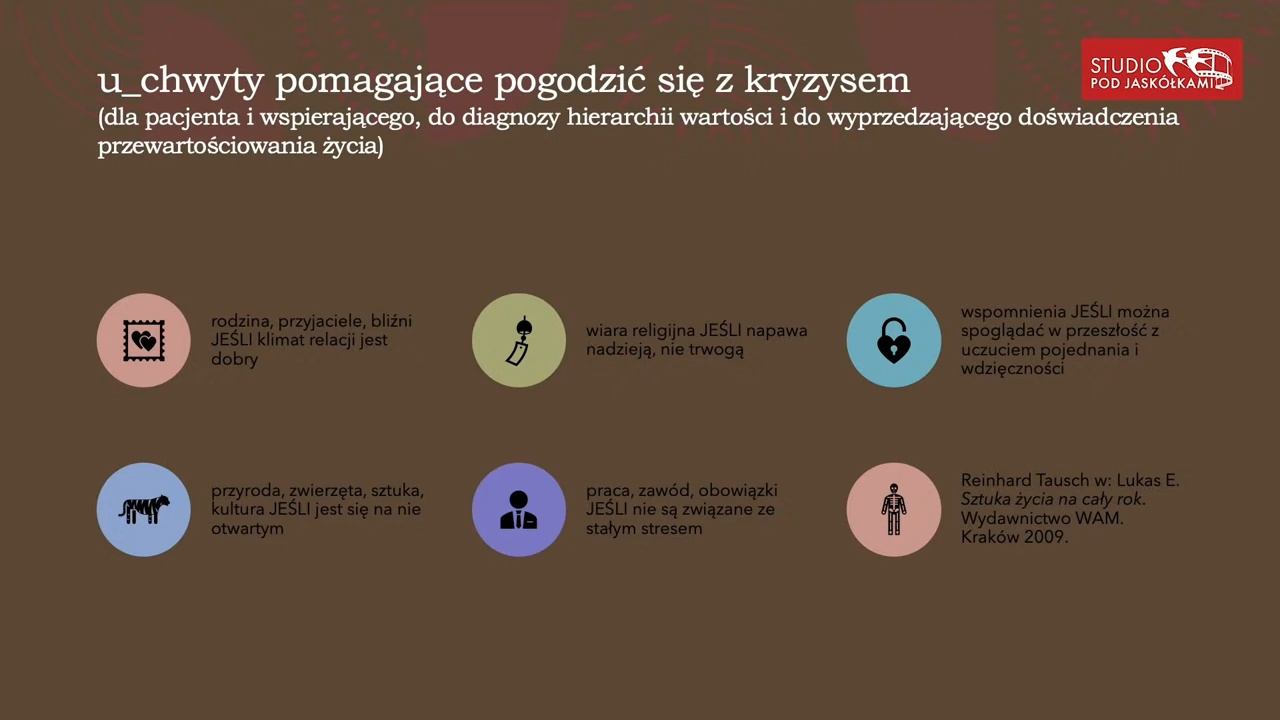 u_chwyty pomagające pogodzić się z kryzysem
(dla pacjenta i wspierającego, do diagnozy hierarchii wartości i do wyprzedzającego doświadczenia
przewartościowania życia)
STUDIO
POD JASKÓŁKAMI
rodzina, przyjaciele, bliźni
JEŚLI klimat relacji jest
dobry
wiara religijna JEŚLI napawa
nadzieją, nie trwogą
wspomnienia JEŚLI można
spoglądać w przeszłość z
uczuciem pojednania i
wdzięczności
przyroda, zwierzęta, sztuka,
kultura JEŚLI jest się na nie
otwartym
praca, zawód, obowiązki
JEŚLI nie są związane ze
stałym stresem
Reinhard Tausch w: Lukas E.
Sztuka życia na cały rok.
Wydawnictwo WAM.
Kraków 2009.